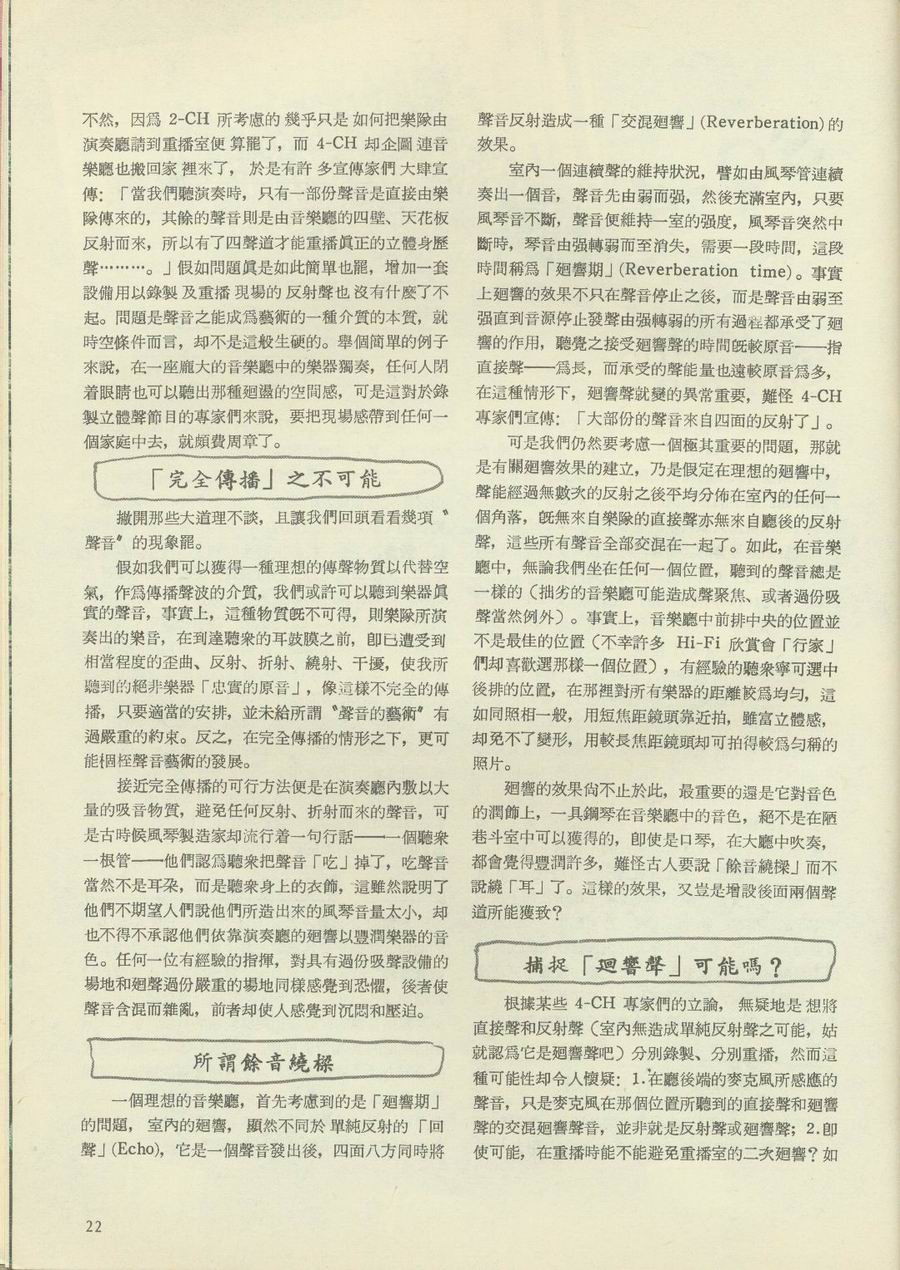 不然，因爲 2-CH 所考慮的 幾乎只是 如何把樂隊由
演奏廳請到重播室便 算罷了，而 4-CH 却企圖 連音
樂廳也搬回家 裡來了， 於是有許 多宣傳家們 大肆宣
傳：「當我們聽演奏時，只有一部份聲音是直接由樂
隊傳來的，其餘的聲音則是由音樂廳的四壁、天花板
反射而來，所以有了四聲道才能重播眞正的立體身歷
聲………。」假如問題眞是如此簡單也罷，增加一套
設備用以錄製 及重播 現場的 反射聲也 沒有什麼了不
起。問題是聲音之能成爲藝術的一種介質的本質，就
時空條件而言，却不是這般生硬的。舉個簡單的例子
來說，在一座龐大的音樂廳中的樂器獨奏，任何人閉
着眼睛也可以聽出那種廻盪的空間感，可是這對於錄
製立體聲節目的專家們來說，要把現場感帶到任何一
個家庭中去，就頗費周章了。
「完全傳播」之不可能
撇開那些大道理不談，且讓我們回頭看看幾項〝
聲音〞的現象罷。
假如我們可以獲得一種理想的傳聲物質以代替空
氣，作爲傳播聲波的介質，我們或許可以聽到樂器眞
實的聲音，事實上，這種物質旣不可得，則樂隊所演
奏出的樂音，在到達聽衆的耳鼓膜之前，卽已遭受到
相當程度的歪曲、反射、折射、繞射、干擾，使我所
聽到的絕非樂器「忠實的原音」，像這樣不完全的傳
播，只要適當的安排，並未給所謂〝聲音的藝術〞有
過嚴重的約束。反之，在完全傳播的情形之下，更可
能梱桎聲音藝術的發展。
接近完全傳播的可行方法便是在演奏廳內敷以大
量的吸音物質，避免任何反射、折射而來的聲音，可
是古時候風琴製造家却流行着一句行話——一個聽衆
一根管——他們認爲聽衆把聲音「吃」掉了，吃聲音
當然不是耳朶，而是聽衆身上的衣飾，這雖然說明了
他們不期望人們說他們所造出來的風琴音量太小，却
也不得不承認他們依靠演奏廳的廻響以豐潤樂器的音
色。任何一位有經驗的指揮，對具有過份吸聲設備的
場地和廻聲過份嚴重的場地同樣感覺到恐懼，後者使
聲音含混而雜亂，前者却使人感覺到沉悶和壓迫。
所謂餘音繞樑
一個理想的音樂廳，首先考慮到的是「廻響期」
的問題， 室內的廻響， 顯然不同於 單純反射的「回
聲」(Echo)，它是一個聲音發出後，四面八方同時將
聲音反射造成一種「交混廻響」(Reverberation)的
效果。
室內一個連續聲的維持狀況，譬如由風琴管連續
奏出一個音，聲音先由弱而强，然後充滿室內，只要
風琴音不斷，聲音便維持一室的强度，風琴音突然中
斷時，琴音由强轉弱而至消失，需要一段時間，這段
時間稱爲「廻響期」(Reverberation time)。事實
上廻響的效果不只在聲音停止之後，而是聲音由弱至
强直到音源停止發聲由强轉弱的所有過程都承受了廻
響的作用，聽覺之接受廻響聲的時間旣較原音——指
直接聲——爲長，而承受的聲能量也遠較原音爲多，
在這種情形下，廻響聲就變的異常重要，難怪 4-CH
專家們宣傳：「大部份的聲音來自四面的反射了」。
可是我們仍然要考慮一個極其重要的問題，那就
是有關廻響效果的建立，乃是假定在理想的廻響中，
聲能經過無數次的反射之後平均分佈在室內的任何一
個角落，旣無來自樂隊的直接聲亦無來自廳後的反射
聲，這些所有聲音全部交混在一起了。如此，在音樂
廳中，無論我們坐在任何一個位置，聽到的聲音總是
一樣的（拙劣的音樂廳可能造成聲聚焦、或者過份吸
聲當然例外）。事實上，音樂廳中前排中央的位置並
不是最佳的位置（不幸許多 Hi-Fi 欣賞會「行家」
們却喜歡選那樣一個位置），有經驗的聽衆寧可選中
後排的位置，在那裡對所有樂器的距離較爲均勻，這
如同照相一般，用短焦距鏡頭靠近拍，雖富立體感，
却免不了變形，用較長焦距鏡頭却可拍得較爲勻稱的
照片。
廻響的效果尙不止於此，最重要的還是它對音色
的潤飾上，一具鋼琴在音樂廳中的音色，絕不是在陋
巷斗室中可以獲得的，卽使是口琴，在大廳中吹奏，
都會覺得豐潤許多，難怪古人要說「餘音繞樑」而不
說繞「耳」了。這樣的效果，又豈是增設後面兩個聲
道所能獲致？
捕捉「廻響聲」可能嗎？
根據某些 4-CH 專家們的立論， 無疑地是 想將
直接聲和反射聲（室內無造成單純反射聲之可能，姑
就認爲它是廻響聲吧）分別錄製、分別重播，然而這
種可能性却令人懷疑：1.在廳後端的麥克風所感應的
聲音，只是麥克風在那個位置所聽到的直接聲和廻響
聲的交混廻響聲音，並非就是反射聲或廻響聲；2.卽
使可能，在重播時能不能避免重播室的二次廻響？如
22